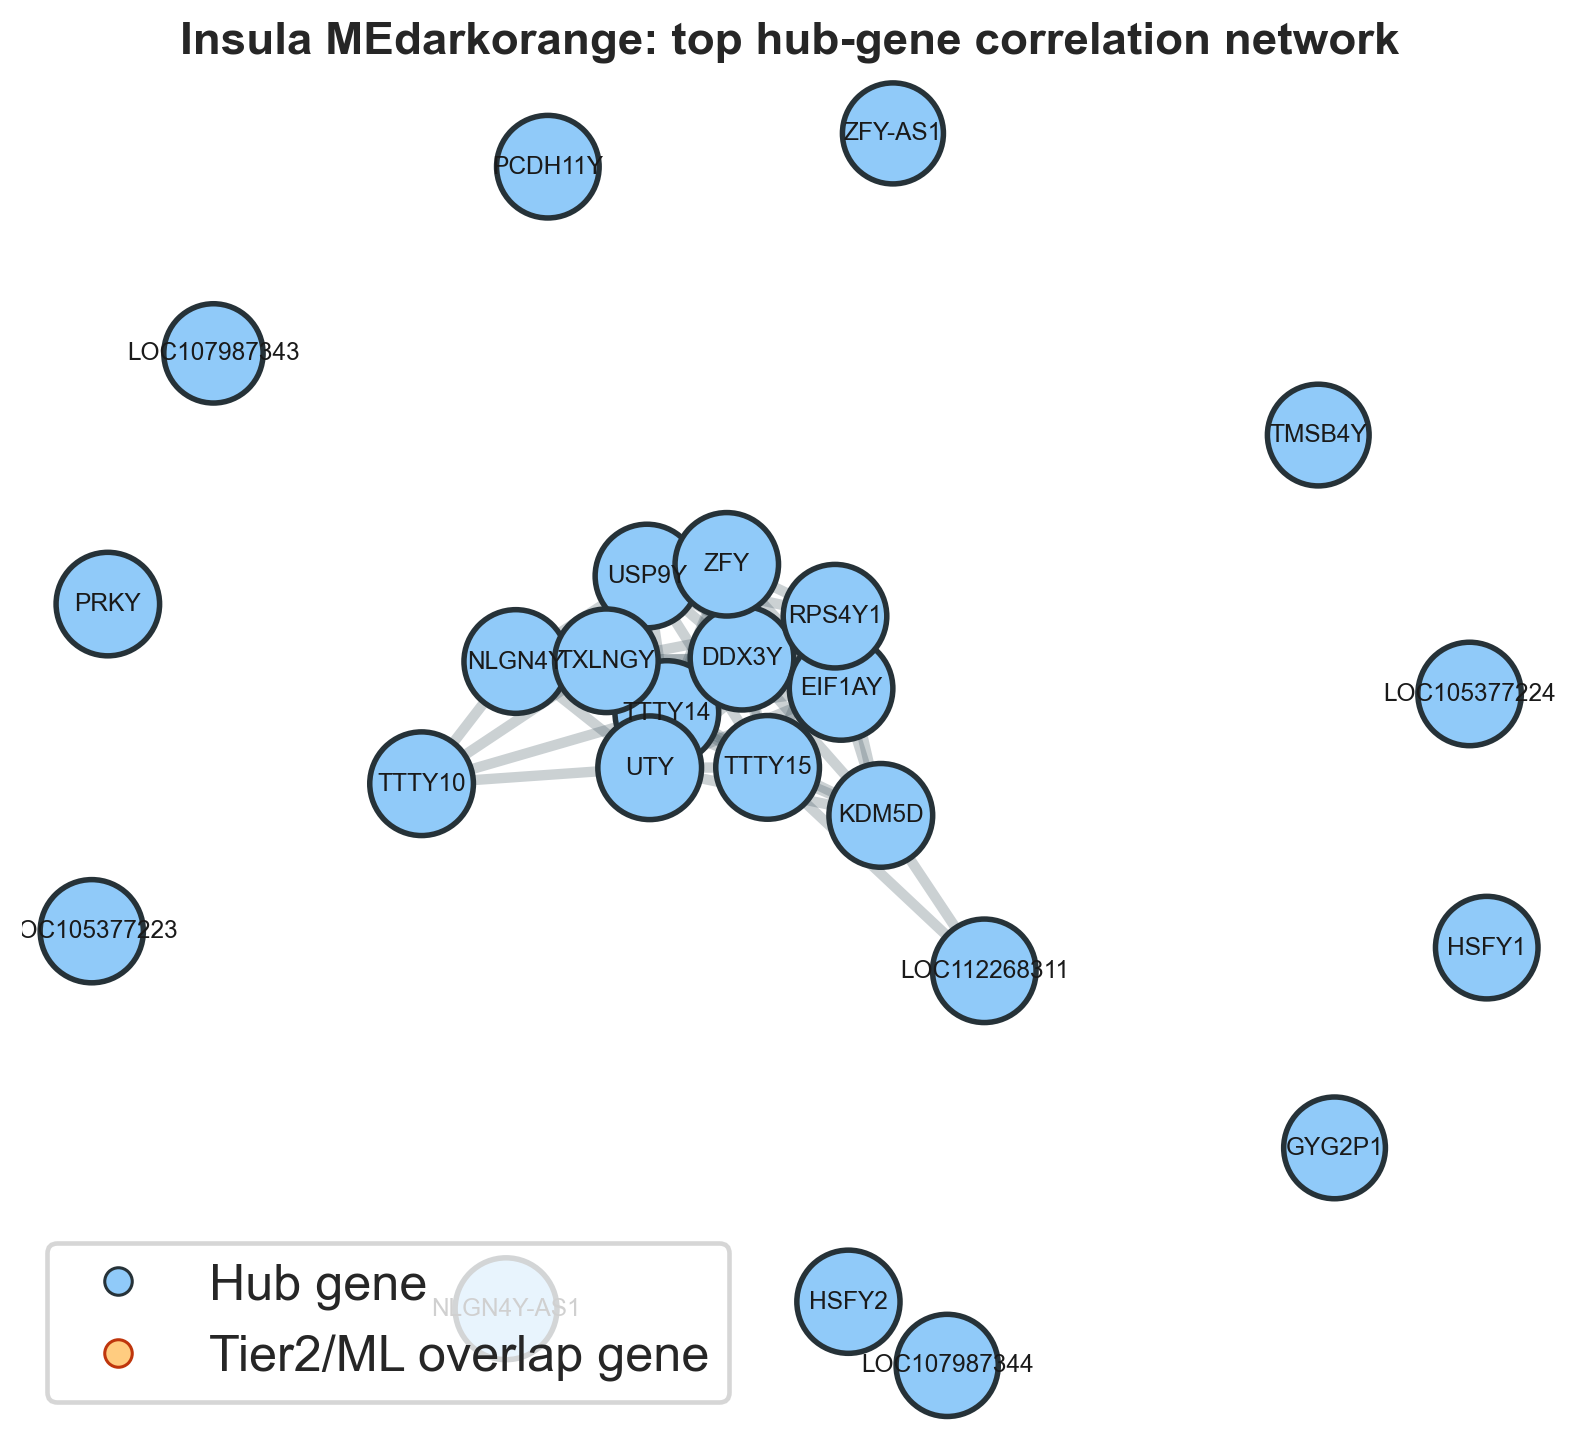 Insula MEdarkorange: top hub-gene correlation network
ZFY-AS1
PCDH11Y
LOC107987343
TMSB4Y
USP9Y
ZFY
PRKY
RPS4Y1
NLGN4Y
TXLNGY
DDX3Y
EIF1AY
LOC105377224
TTTY14
UTY
TTTY15
TTTY10
KDM5D
OC105377223
HSFY1
LOC112268311
GYG2P1
Hub gene
NLGN4Y-AS1
HSFY2
Tier2/ML overlap gene
LOC107987344